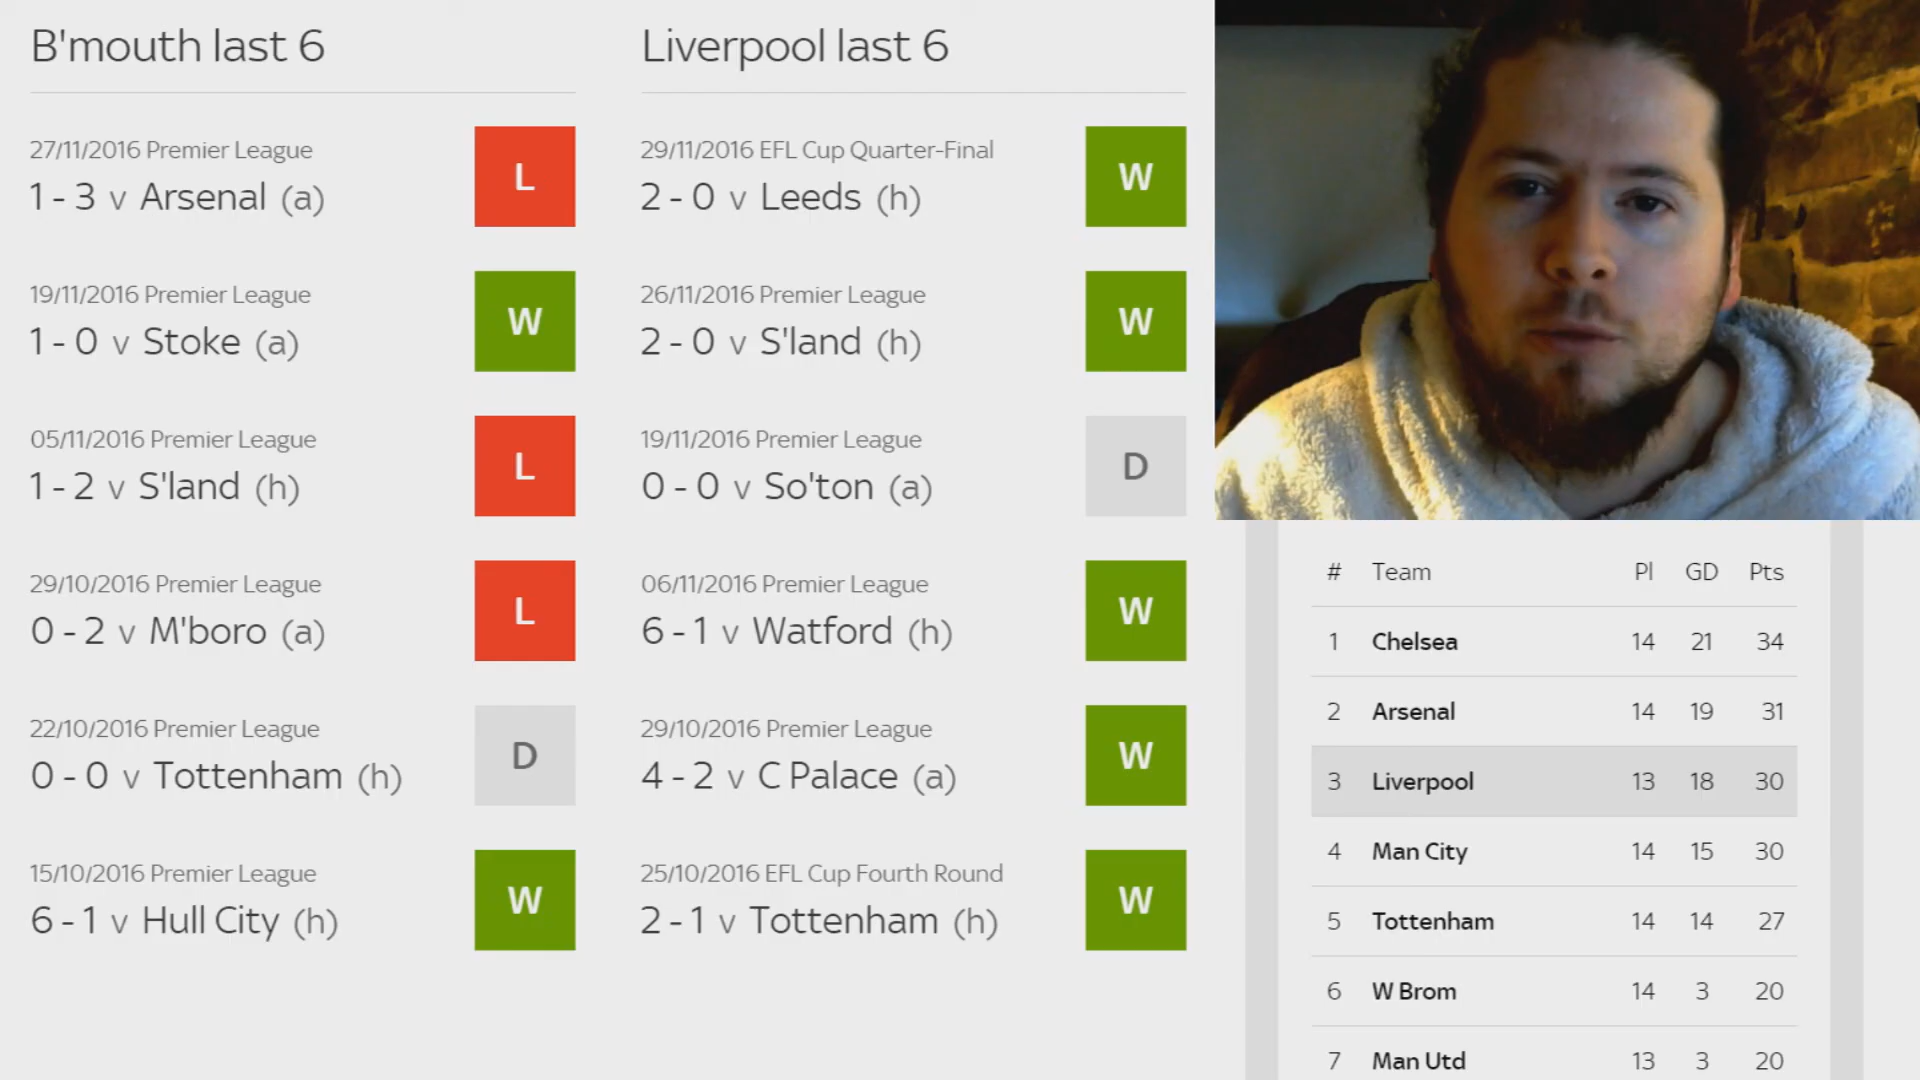 B'mouth last 6
27/11/2016 Premier League
1 - 3 v Arsenal (a)
L
19/11/2016 Premier League
1 - 0 v Stoke (a)
W
05/11/2016 Premier League
1 - 2 v S'land (h)
L
29/10/2016 Premier League
0 - 2 v M'boro (a)
L
22/10/2016 Premier League
0 - 0 v Tottenham (h)
D
15/10/2016 Premier League
6 - 1 v Hull City (h)
W
Liverpool last 6
29/11/2016 EFL Cup Quarter-Final
2 - 0 v Leeds (h)
W
26/11/2016 Premier League
2 - 0 v S'land (h)
W
19/11/2016 Premier League
0 - 0 v So'ton (a)
D
06/11/2016 Premier League
6 - 1 v Watford (h)
W
29/10/2016 Premier League
4 - 2 v C Palace (a)
W
25/10/2016 EFL Cup Fourth Round
2 - 1 v Tottenham (h)
W
# Team Pl GD Pts
1 Chelsea 14 21 34
2 Arsenal 14 19 31
3 Liverpool 13 18 30
4 Man City 14 15 30
5 Tottenham 14 14 27
6 W Brom 14 3 20
7 Man Utd 13 3 20